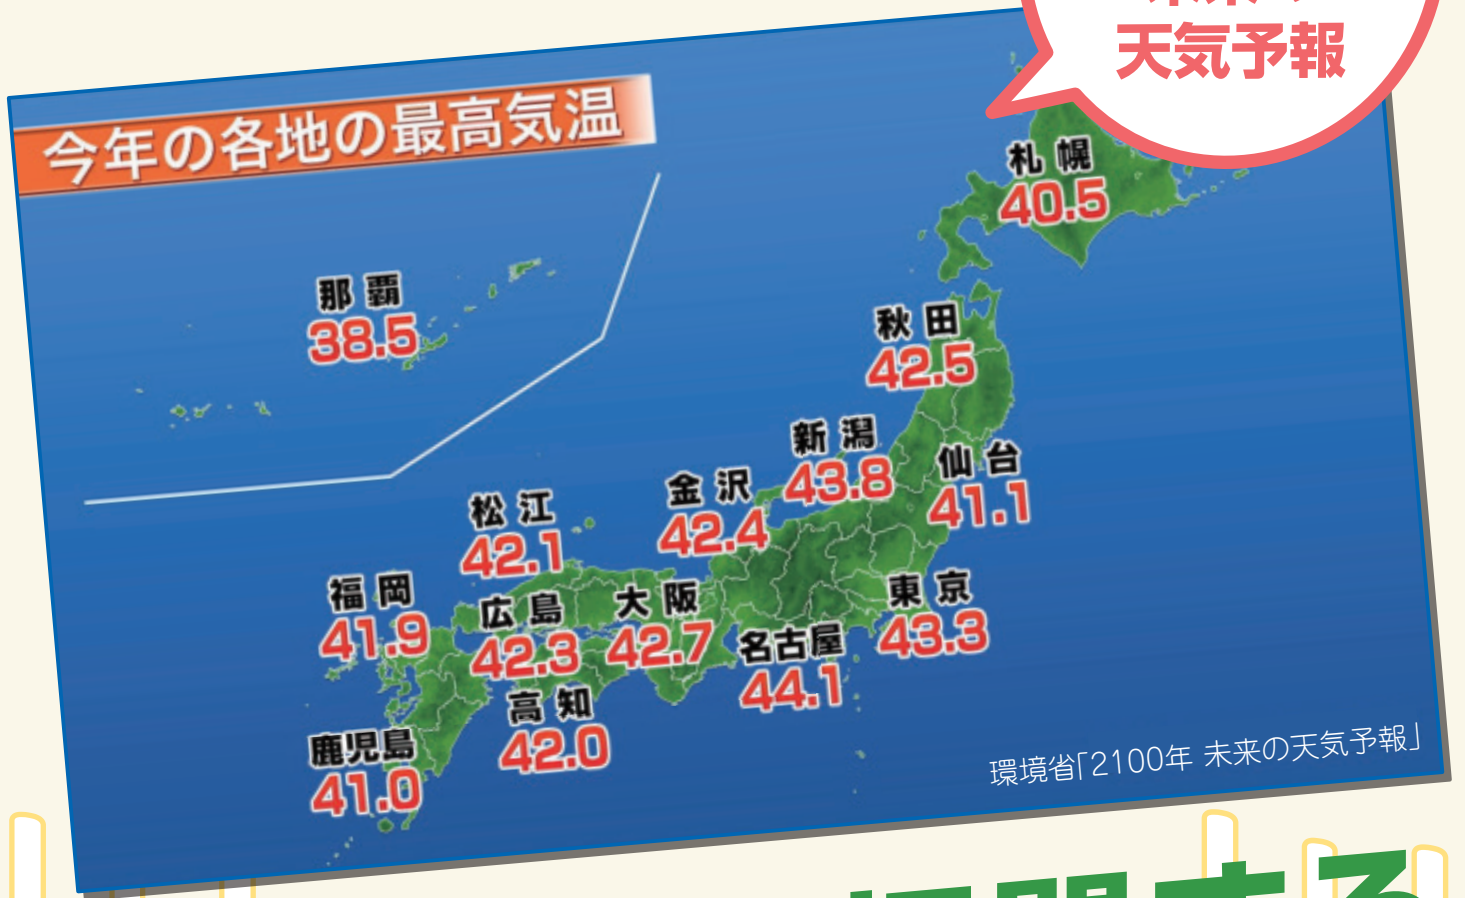 天気予報
今年の各地の最高気温
札幌
40.5
那覇
38.5
秋田
42.5
新潟
43.8
仙台
41.1
金沢
42.4
松江
42.1
福岡
41.9
広島
42.3
大阪
42.7
名古屋
44.1
東京
43.3
高知
42.0
鹿児島
41.0
環境省「2100年 未来の天気予報」
する